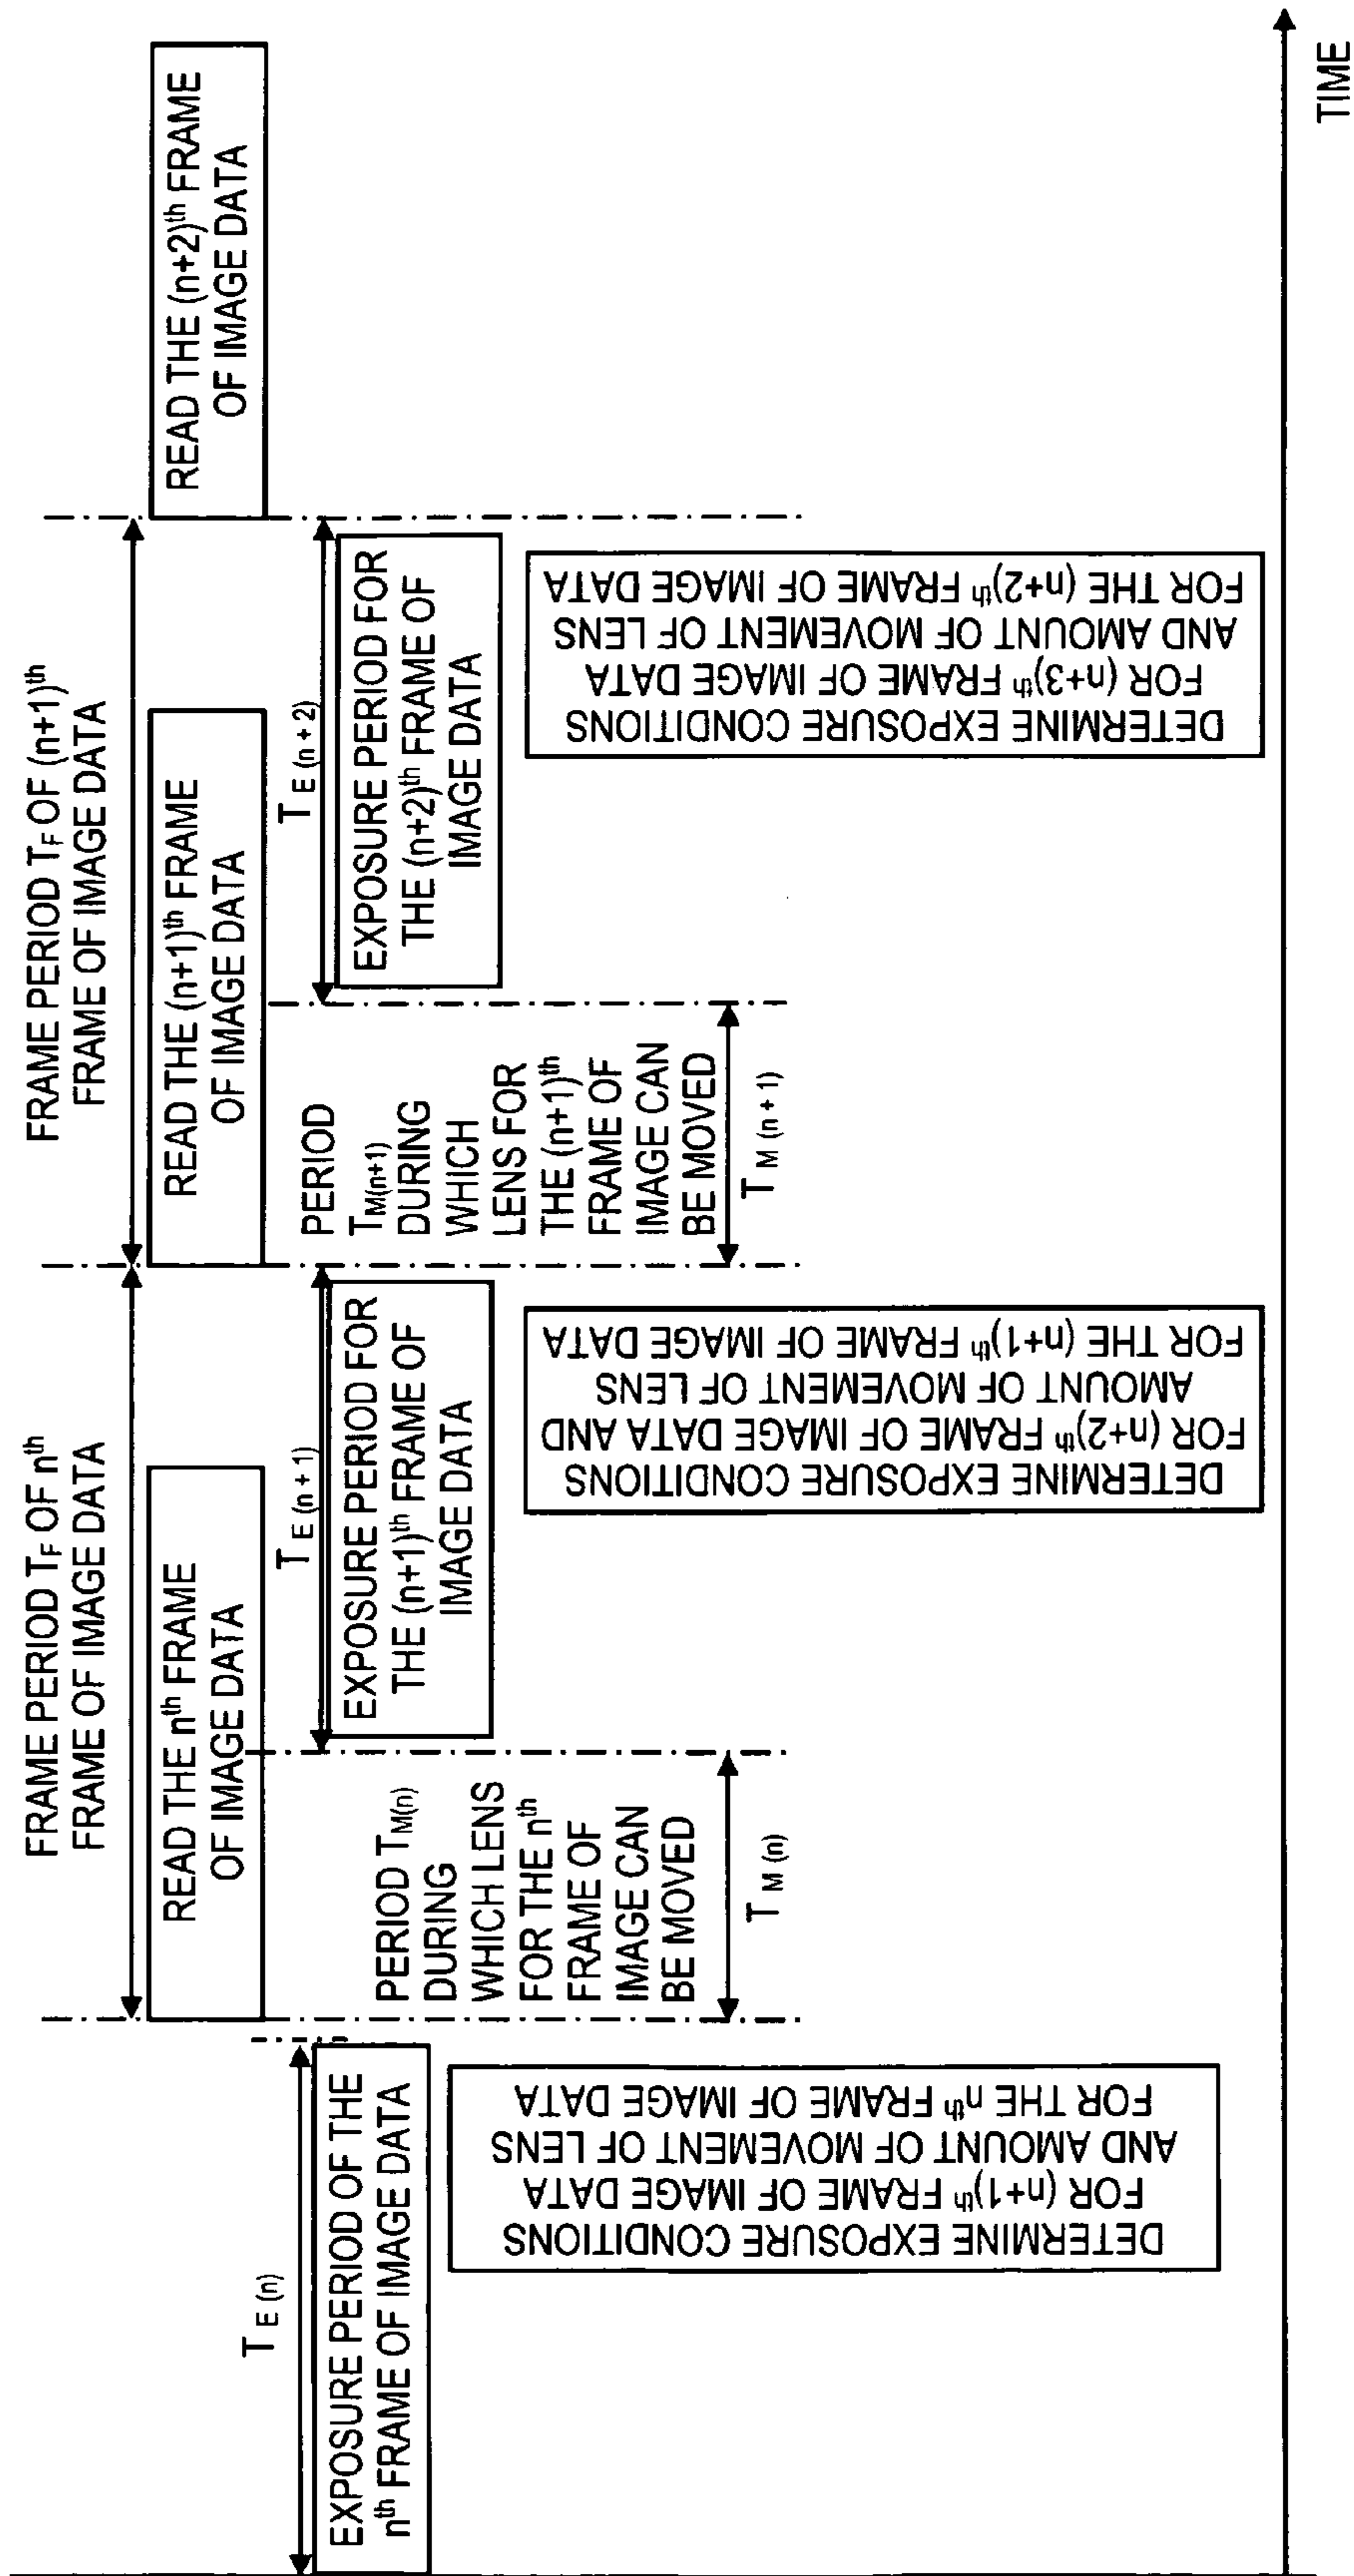 FRAME PERIOD TF OF nth
FRAME OF IMAGE DATA
FRAME PERIOD TF OF (n+1)th
FRAME OF IMAGE DATA
READ THE nth FRAME
OF IMAGE DATA
READ THE (n+1)th FRAME
OF IMAGE DATA
READ THE (n+2)th FRAME
OF IMAGE DATA
TE (n)
EXPOSURE PERIOD OF THE
nth FRAME OF IMAGE DATA
PERIOD TM(n)
DURING
WHICH LENS
FOR THE nth
FRAME OF
IMAGE CAN
BE MOVED
TM (n)
TE (n + 1)
EXPOSURE PERIOD FOR
THE (n+1)th FRAME OF
IMAGE DATA
PERIOD
TM(n+1)
DURING
WHICH
LENS FOR
THE (n+1)th
FRAME OF
IMAGE CAN
BE MOVED
TM (n + 1)
TE (n + 2)
EXPOSURE PERIOD FOR
THE (n+2)th FRAME OF
IMAGE DATA
DETERMINE EXPOSURE CONDITIONS
FOR (n+1)th FRAME OF IMAGE DATA
AND AMOUNT OF MOVEMENT OF LENS
FOR THE nth FRAME OF IMAGE DATA
DETERMINE EXPOSURE CONDITIONS
FOR (n+2)th FRAME OF IMAGE DATA AND
AMOUNT OF MOVEMENT OF LENS
FOR THE (n+1)th FRAME OF IMAGE DATA
DETERMINE EXPOSURE CONDITIONS
FOR (n+3)th FRAME OF IMAGE DATA
AND AMOUNT OF MOVEMENT OF LENS
FOR THE (n+2)th FRAME OF IMAGE DATA
TIME